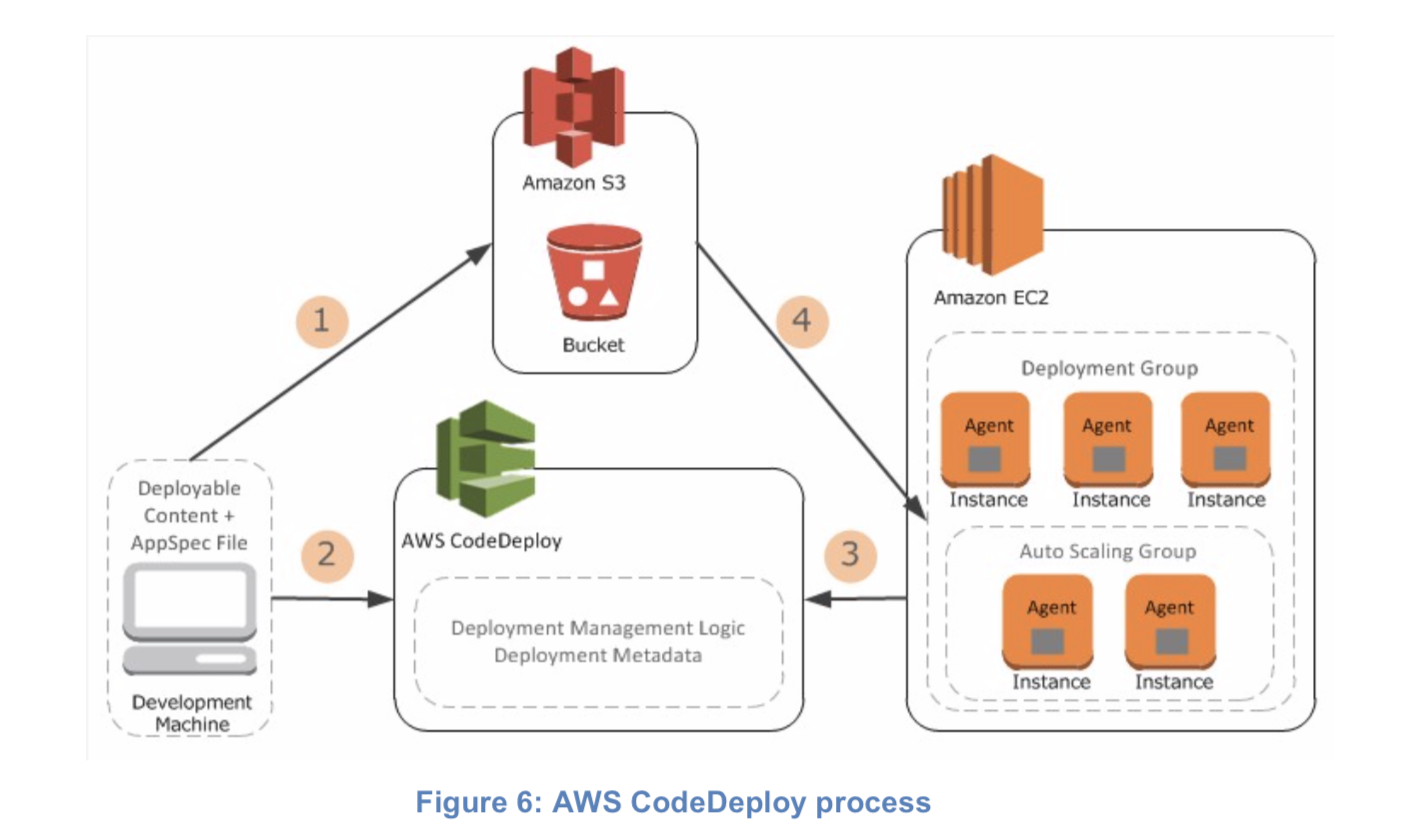 Amazon S3
Bucket
1
4
Amazon EC2
Deployment Group
Agent
Agent
Agent
Instance
Instance
Instance
Deployable
Content +
AppSpec File
2
AWS CodeDeploy
3
Auto Scaling Group
Agent
Agent
Instance
Instance
Deployment Management Logic
Deployment Metadata
Development
Machine
Figure 6: AWS CodeDeploy process